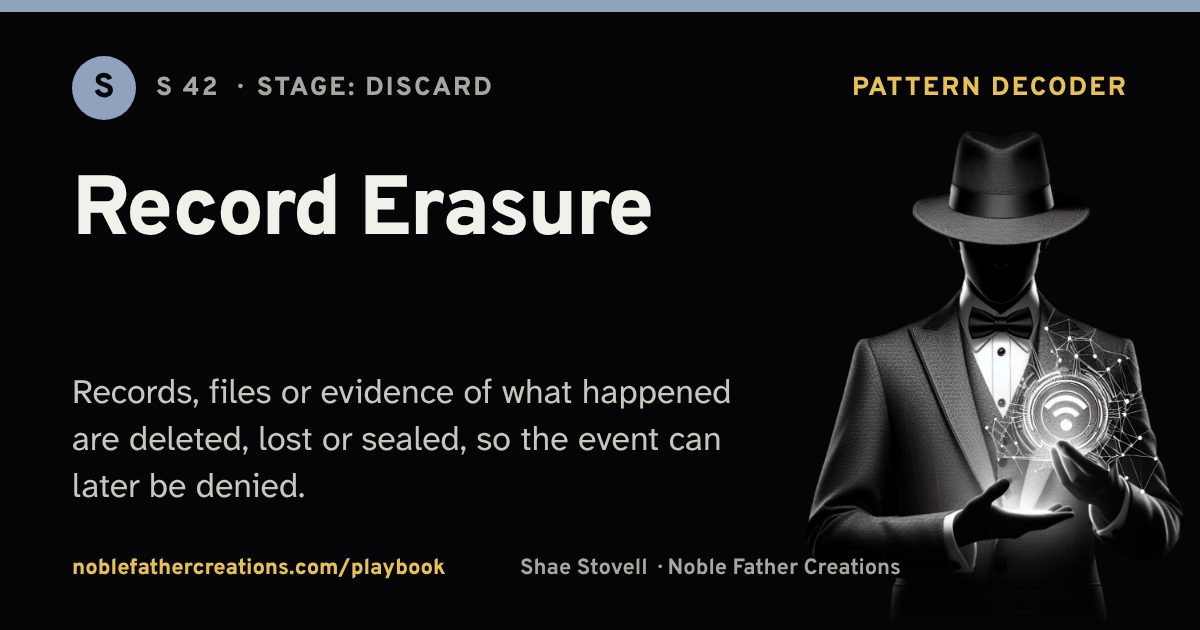 S S 42 · STAGE: DISCARD
PATTERN DECODER
Record Erasure
Records, files or evidence of what happened
are deleted, lost or sealed, so the event can
later be denied.
noblefathercreations.com/playbook
Shae Stovell · Noble Father Creations